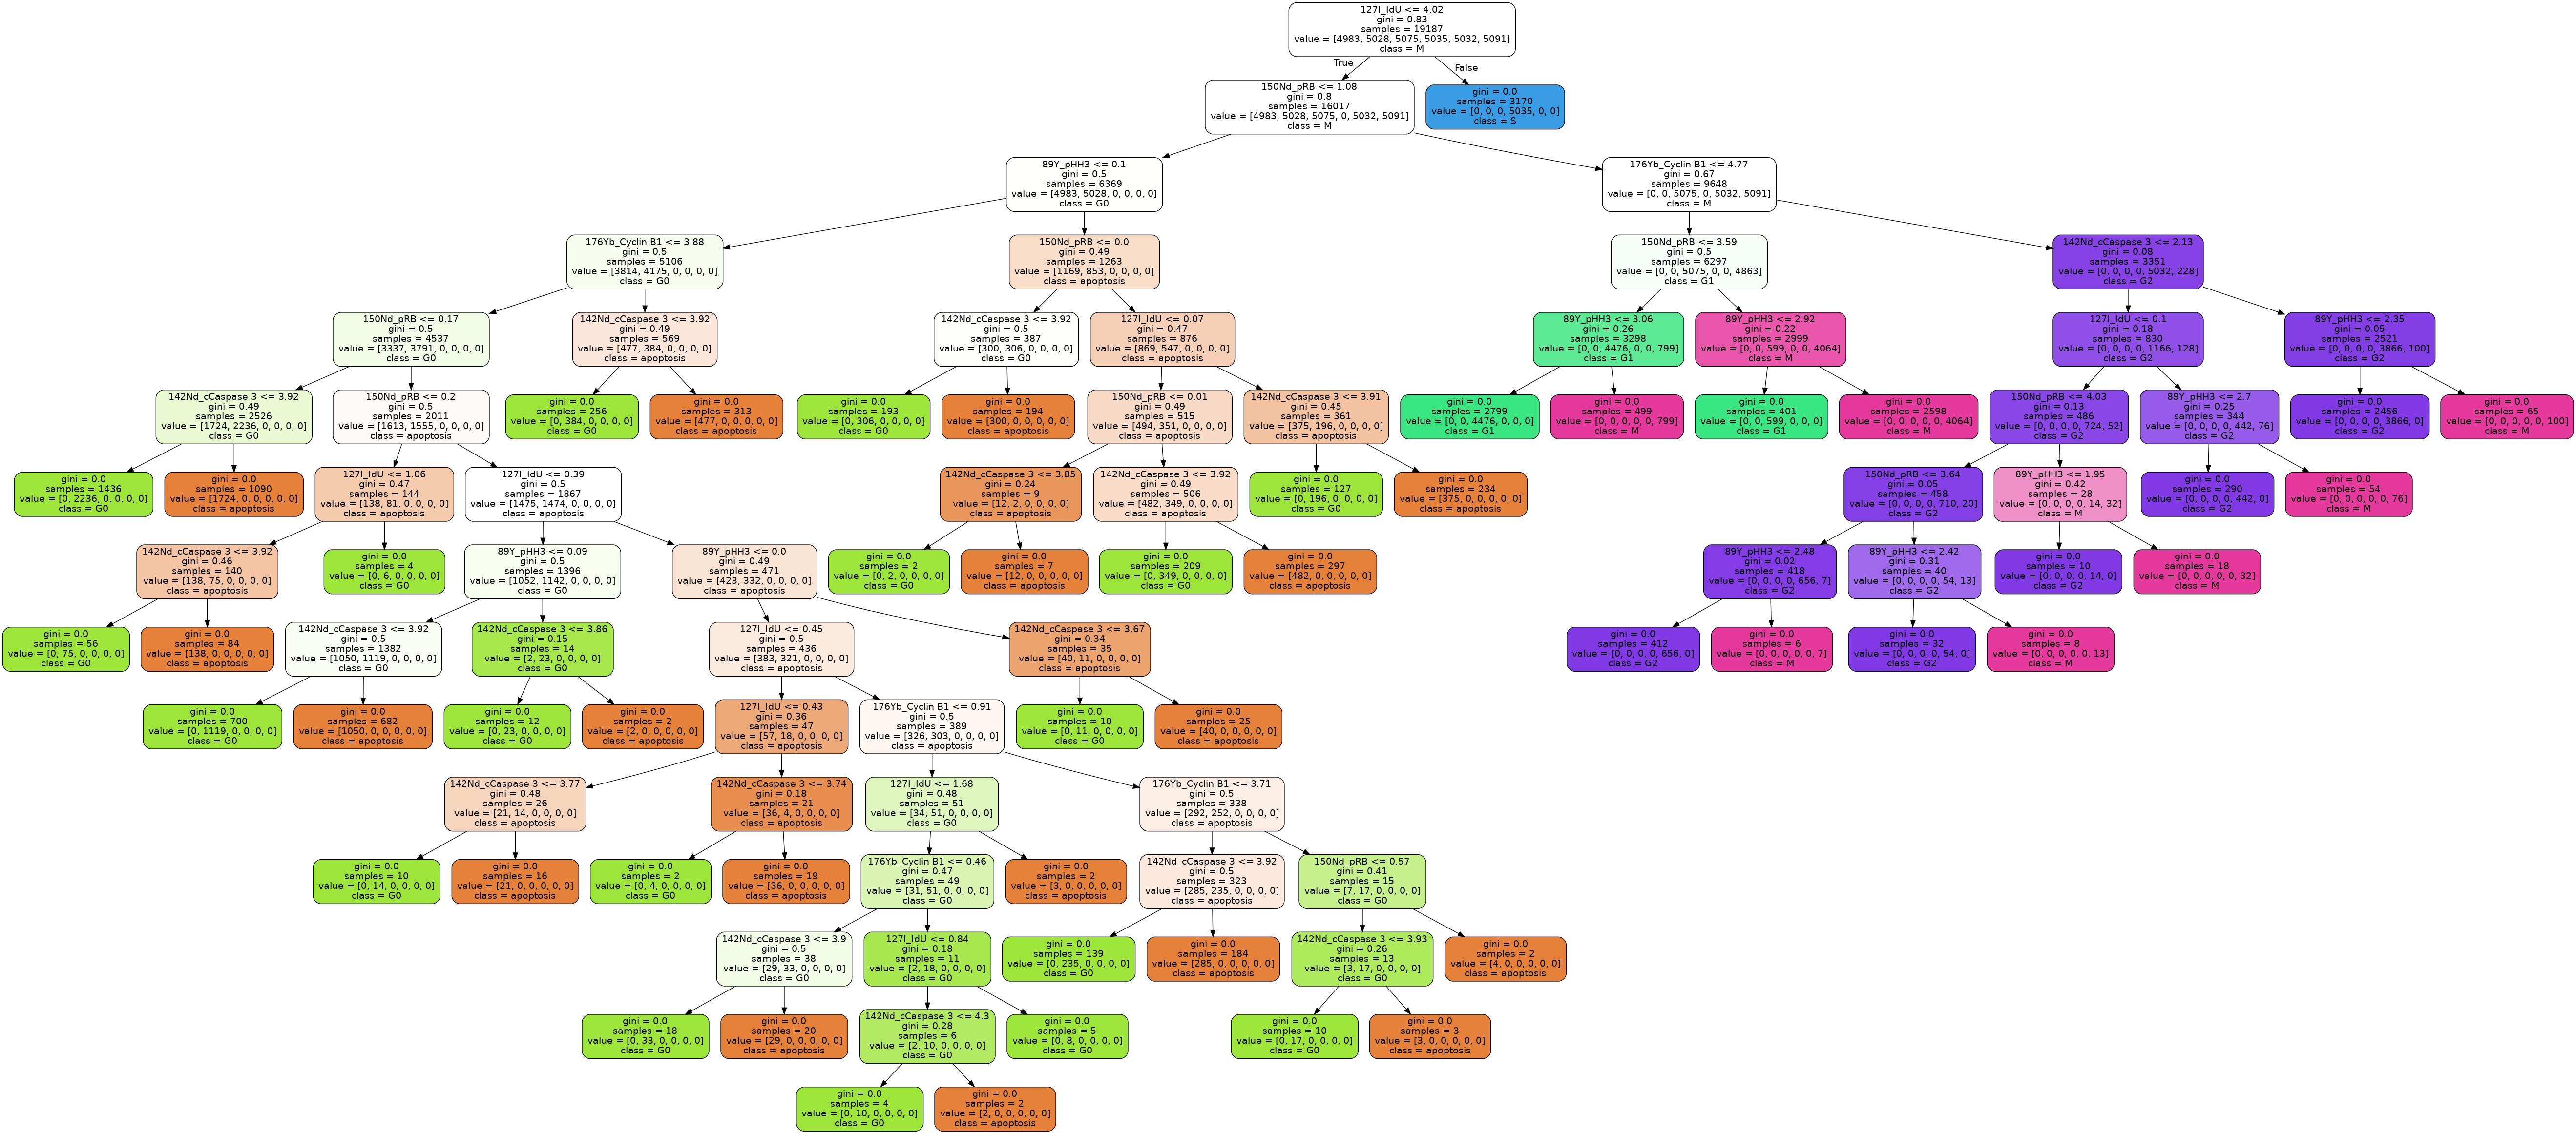 127I_IdU <= 4.02
gini = 0.83
samples = 19187
value = [4983, 5028, 5075, 5035, 5032, 5091]
class = M
True
False
150Nd_pRB <= 1.08
gini = 0.8
samples = 16017
value = [4983, 5028, 5075, 0, 5032, 5091]
class = M
gini = 0.0
samples = 3170
value = [0, 0, 0, 5035, 0, 0]
class = S
89Y_pHH3 <= 0.1
gini = 0.5
samples = 6369
value = [4983, 5028, 0, 0, 0, 0]
class = G0
176Yb_Cyclin B1 <= 4.77
gini = 0.67
samples = 9648
value = [0, 0, 5075, 0, 5032, 5091]
class = M
176Yb_Cyclin B1 <= 3.88
gini = 0.5
samples = 5106
value = [3814, 4175, 0, 0, 0, 0]
class = G0
150Nd_pRB <= 0.0
gini = 0.49
samples = 1263
value = [1169, 853, 0, 0, 0, 0]
class = apoptosis
150Nd_pRB <= 3.59
gini = 0.5
samples = 6297
value = [0, 0, 5075, 0, 0, 4863]
class = G1
142Nd_cCaspase 3 <= 2.13
gini = 0.08
samples = 3351
value = [0, 0, 0, 0, 5032, 228]
class = G2
150Nd_pRB <= 0.17
gini = 0.5
samples = 4537
value = [3337, 3791, 0, 0, 0, 0]
class = G0
142Nd_cCaspase 3 <= 3.92
gini = 0.49
samples = 569
value = [477, 384, 0, 0, 0, 0]
class = apoptosis
142Nd_cCaspase 3 <= 3.92
gini = 0.5
samples = 387
value = [300, 306, 0, 0, 0, 0]
class = G0
127I_IdU <= 0.07
gini = 0.47
samples = 876
value = [869, 547, 0, 0, 0, 0]
class = apoptosis
89Y_pHH3 <= 3.06
gini = 0.26
samples = 3298
value = [0, 0, 4476, 0, 0, 799]
class = G1
89Y_pHH3 <= 2.92
gini = 0.22
samples = 2999
value = [0, 0, 599, 0, 0, 4064]
class = M
127I_IdU <= 0.1
gini = 0.18
samples = 830
value = [0, 0, 0, 0, 1166, 128]
class = G2
89Y_pHH3 <= 2.35
gini = 0.05
samples = 2521
value = [0, 0, 0, 0, 3866, 100]
class = G2
142Nd_cCaspase 3 <= 3.92
gini = 0.49
samples = 2526
value = [1724, 2236, 0, 0, 0, 0]
class = G0
150Nd_pRB <= 0.2
gini = 0.5
samples = 2011
value = [1613, 1555, 0, 0, 0, 0]
class = apoptosis
gini = 0.0
samples = 256
value = [0, 384, 0, 0, 0, 0]
class = G0
gini = 0.0
samples = 313
value = [477, 0, 0, 0, 0, 0]
class = apoptosis
gini = 0.0
samples = 193
value = [0, 306, 0, 0, 0, 0]
class = G0
gini = 0.0
samples = 194
value = [300, 0, 0, 0, 0, 0]
class = apoptosis
150Nd_pRB <= 0.01
gini = 0.49
samples = 515
value = [494, 351, 0, 0, 0, 0]
class = apoptosis
142Nd_cCaspase 3 <= 3.91
gini = 0.45
samples = 361
value = [375, 196, 0, 0, 0, 0]
class = apoptosis
gini = 0.0
samples = 2799
value = [0, 0, 4476, 0, 0, 0]
class = G1
gini = 0.0
samples = 499
value = [0, 0, 0, 0, 0, 799]
class = M
gini = 0.0
samples = 401
value = [0, 0, 599, 0, 0, 0]
class = G1
gini = 0.0
samples = 2598
value = [0, 0, 0, 0, 0, 4064]
class = M
150Nd_pRB <= 4.03
gini = 0.13
samples = 486
value = [0, 0, 0, 0, 724, 52]
class = G2
89Y_pHH3 <= 2.7
gini = 0.25
samples = 344
value = [0, 0, 0, 0, 442, 76]
class = G2
gini = 0.0
samples = 2456
value = [0, 0, 0, 0, 3866, 0]
class = G2
gini = 0.0
samples = 65
value = [0, 0, 0, 0, 0, 100]
class = M
gini = 0.0
samples = 1436
value = [0, 2236, 0, 0, 0, 0]
class = G0
gini = 0.0
samples = 1090
value = [1724, 0, 0, 0, 0, 0]
class = apoptosis
127I_IdU <= 1.06
gini = 0.47
samples = 144
value = [138, 81, 0, 0, 0, 0]
class = apoptosis
127I_IdU <= 0.39
gini = 0.5
samples = 1867
value = [1475, 1474, 0, 0, 0, 0]
class = apoptosis
142Nd_cCaspase 3 <= 3.85
gini = 0.24
samples = 9
value = [12, 2, 0, 0, 0, 0]
class = apoptosis
142Nd_cCaspase 3 <= 3.92
gini = 0.49
samples = 506
value = [482, 349, 0, 0, 0, 0]
class = apoptosis
gini = 0.0
samples = 127
value = [0, 196, 0, 0, 0, 0]
class = G0
gini = 0.0
samples = 234
value = [375, 0, 0, 0, 0, 0]
class = apoptosis
150Nd_pRB <= 3.64
gini = 0.05
samples = 458
value = [0, 0, 0, 0, 710, 20]
class = G2
89Y_pHH3 <= 1.95
gini = 0.42
samples = 28
value = [0, 0, 0, 0, 14, 32]
class = M
gini = 0.0
samples = 290
value = [0, 0, 0, 0, 442, 0]
class = G2
gini = 0.0
samples = 54
value = [0, 0, 0, 0, 0, 76]
class = M
142Nd_cCaspase 3 <= 3.92
gini = 0.46
samples = 140
value = [138, 75, 0, 0, 0, 0]
class = apoptosis
gini = 0.0
samples = 4
value = [0, 6, 0, 0, 0, 0]
class = G0
89Y_pHH3 <= 0.09
gini = 0.5
samples = 1396
value = [1052, 1142, 0, 0, 0, 0]
class = G0
89Y_pHH3 <= 0.0
gini = 0.49
samples = 471
value = [423, 332, 0, 0, 0, 0]
class = apoptosis
gini = 0.0
samples = 2
value = [0, 2, 0, 0, 0, 0]
class = G0
gini = 0.0
samples = 7
value = [12, 0, 0, 0, 0, 0]
class = apoptosis
gini = 0.0
samples = 209
value = [0, 349, 0, 0, 0, 0]
class = G0
gini = 0.0
samples = 297
value = [482, 0, 0, 0, 0, 0]
class = apoptosis
89Y_pHH3 <= 2.48
gini = 0.02
samples = 418
value = [0, 0, 0, 0, 656, 7]
class = G2
89Y_pHH3 <= 2.42
gini = 0.31
samples = 40
value = [0, 0, 0, 0, 54, 13]
class = G2
gini = 0.0
samples = 10
value = [0, 0, 0, 0, 14, 0]
class = G2
gini = 0.0
samples = 18
value = [0, 0, 0, 0, 0, 32]
class = M
gini = 0.0
samples = 56
value = [0, 75, 0, 0, 0, 0]
class = G0
gini = 0.0
samples = 84
value = [138, 0, 0, 0, 0, 0]
class = apoptosis
142Nd_cCaspase 3 <= 3.92
gini = 0.5
samples = 1382
value = [1050, 1119, 0, 0, 0, 0]
class = G0
142Nd_cCaspase 3 <= 3.86
gini = 0.15
samples = 14
value = [2, 23, 0, 0, 0, 0]
class = G0
127I_IdU <= 0.45
gini = 0.5
samples = 436
value = [383, 321, 0, 0, 0, 0]
class = apoptosis
142Nd_cCaspase 3 <= 3.67
gini = 0.34
samples = 35
value = [40, 11, 0, 0, 0, 0]
class = apoptosis
gini = 0.0
samples = 412
value = [0, 0, 0, 0, 656, 0]
class = G2
gini = 0.0
samples = 6
value = [0, 0, 0, 0, 0, 7]
class = M
gini = 0.0
samples = 32
value = [0, 0, 0, 0, 54, 0]
class = G2
gini = 0.0
samples = 8
value = [0, 0, 0, 0, 0, 13]
class = M
gini = 0.0
samples = 700
value = [0, 1119, 0, 0, 0, 0]
class = G0
gini = 0.0
samples = 682
value = [1050, 0, 0, 0, 0, 0]
class = apoptosis
gini = 0.0
samples = 12
value = [0, 23, 0, 0, 0, 0]
class = G0
gini = 0.0
samples = 2
value = [2, 0, 0, 0, 0, 0]
class = apoptosis
127I_IdU <= 0.43
gini = 0.36
samples = 47
value = [57, 18, 0, 0, 0, 0]
class = apoptosis
176Yb_Cyclin B1 <= 0.91
gini = 0.5
samples = 389
value = [326, 303, 0, 0, 0, 0]
class = apoptosis
gini = 0.0
samples = 10
value = [0, 11, 0, 0, 0, 0]
class = G0
gini = 0.0
samples = 25
value = [40, 0, 0, 0, 0, 0]
class = apoptosis
142Nd_cCaspase 3 <= 3.77
gini = 0.48
samples = 26
value = [21, 14, 0, 0, 0, 0]
class = apoptosis
142Nd_cCaspase 3 <= 3.74
gini = 0.18
samples = 21
value = [36, 4, 0, 0, 0, 0]
class = apoptosis
127I_IdU <= 1.68
gini = 0.48
samples = 51
value = [34, 51, 0, 0, 0, 0]
class = G0
176Yb_Cyclin B1 <= 3.71
gini = 0.5
samples = 338
value = [292, 252, 0, 0, 0, 0]
class = apoptosis
gini = 0.0
samples = 10
value = [0, 14, 0, 0, 0, 0]
class = G0
gini = 0.0
samples = 16
value = [21, 0, 0, 0, 0, 0]
class = apoptosis
gini = 0.0
samples = 2
value = [0, 4, 0, 0, 0, 0]
class = G0
gini = 0.0
samples = 19
value = [36, 0, 0, 0, 0, 0]
class = apoptosis
176Yb_Cyclin B1 <= 0.46
gini = 0.47
samples = 49
value = [31, 51, 0, 0, 0, 0]
class = G0
gini = 0.0
samples = 2
value = [3, 0, 0, 0, 0, 0]
class = apoptosis
142Nd_cCaspase 3 <= 3.92
gini = 0.5
samples = 323
value = [285, 235, 0, 0, 0, 0]
class = apoptosis
150Nd_pRB <= 0.57
gini = 0.41
samples = 15
value = [7, 17, 0, 0, 0, 0]
class = G0
142Nd_cCaspase 3 <= 3.9
gini = 0.5
samples = 38
value = [29, 33, 0, 0, 0, 0]
class = G0
127I_IdU <= 0.84
gini = 0.18
samples = 11
value = [2, 18, 0, 0, 0, 0]
class = G0
gini = 0.0
samples = 139
value = [0, 235, 0, 0, 0, 0]
class = G0
gini = 0.0
samples = 184
value = [285, 0, 0, 0, 0, 0]
class = apoptosis
142Nd_cCaspase 3 <= 3.93
gini = 0.26
samples = 13
value = [3, 17, 0, 0, 0, 0]
class = G0
gini = 0.0
samples = 2
value = [4, 0, 0, 0, 0, 0]
class = apoptosis
gini = 0.0
samples = 18
value = [0, 33, 0, 0, 0, 0]
class = G0
gini = 0.0
samples = 20
value = [29, 0, 0, 0, 0, 0]
class = apoptosis
142Nd_cCaspase 3 <= 4.3
gini = 0.28
samples = 6
value = [2, 10, 0, 0, 0, 0]
class = G0
gini = 0.0
samples = 5
value = [0, 8, 0, 0, 0, 0]
class = G0
gini = 0.0
samples = 10
value = [0, 17, 0, 0, 0, 0]
class = G0
gini = 0.0
samples = 3
value = [3, 0, 0, 0, 0, 0]
class = apoptosis
gini = 0.0
samples = 4
value = [0, 10, 0, 0, 0, 0]
class = G0
gini = 0.0
samples = 2
value = [2, 0, 0, 0, 0, 0]
class = apoptosis